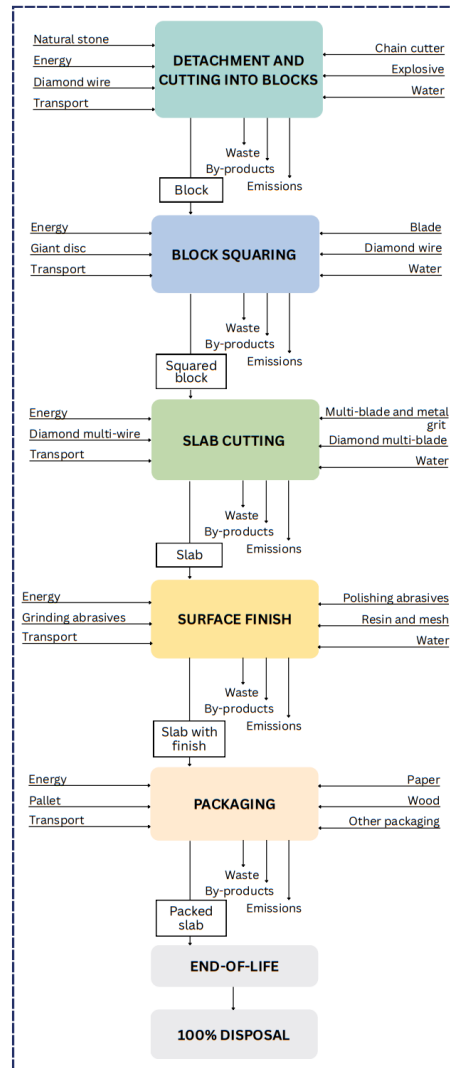 Natural stone
Energy
Diamond wire
Transport
DETACHMENT AND
CUTTING INTO BLOCKS
Chain cutter
Explosive
Water
Waste
By-products
Emissions
Block
Energy
Giant disc
Transport
BLOCK SQUARING
Blade
Diamond wire
Water
Waste
By-products
Emissions
Squared
block
Energy
Diamond multi-wire
Transport
SLAB CUTTING
Multi-blade and metal
grit
Diamond multi-blade
Water
Waste
By-products
Emissions
Slab
Energy
Grinding abrasives
Transport
SURFACE FINISH
Polishing abrasives
Resin and mesh
Water
Waste
By-products
Emissions
Slab with
finish
Energy
Pallet
Transport
PACKAGING
Paper
Wood
Other packaging
Waste
By-products
Emissions
Packed
slab
END-OF-LIFE
100% DISPOSAL